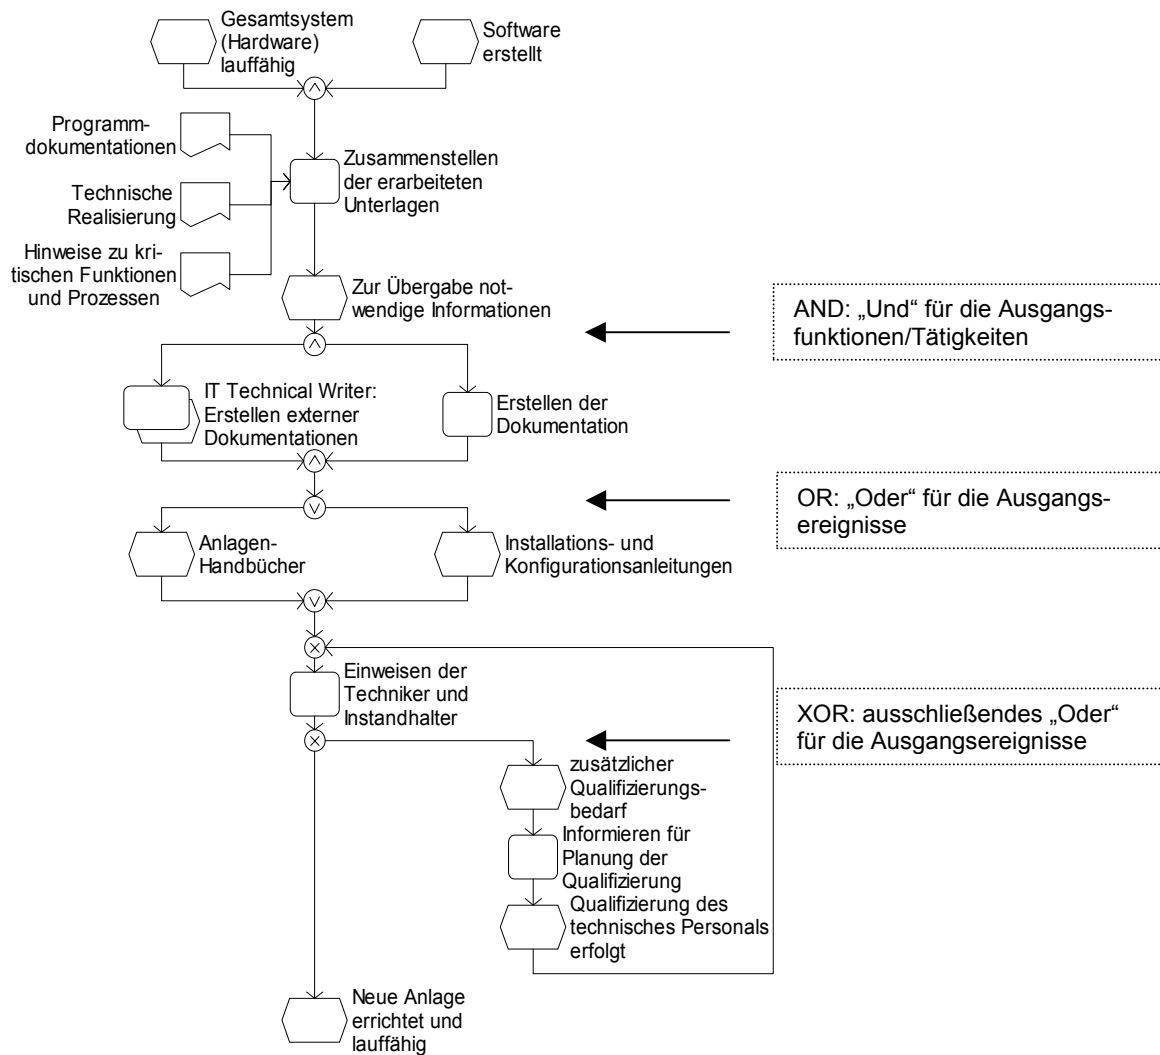 Gesamtsystem
(Hardware)
lauffähig
Software
erstellt
Programm-
dokumentationen
Technische
Realisierung
Hinweise zu kri-
tischen Funktionen
und Prozessen
Zusammenstellen
der erarbeiteten
Unterlagen
Zur Übergabe not-
wendige Informationen
AND: „Und“ für die Ausgangs-
funktionen/Tätigkeiten
IT Technical Writer:
Erstellen externer
Dokumentationen
Erstellen der
Dokumentation
OR: „Oder“ für die Ausgangs-
ereignisse
Anlagen-
Handbücher
Installations- und
Konfigurationsanleitungen
Einweisen der
Techniker und
Instandhalter
XOR: ausschließendes „Oder“
für die Ausgangsereignisse
zusätzlicher
Qualifizierungs-
bedarf
Informieren für
Planung der
Qualifizierung
Qualifizierung des
technisches Personals
erfolgt
Neue Anlage
errichtet und
lauffähig